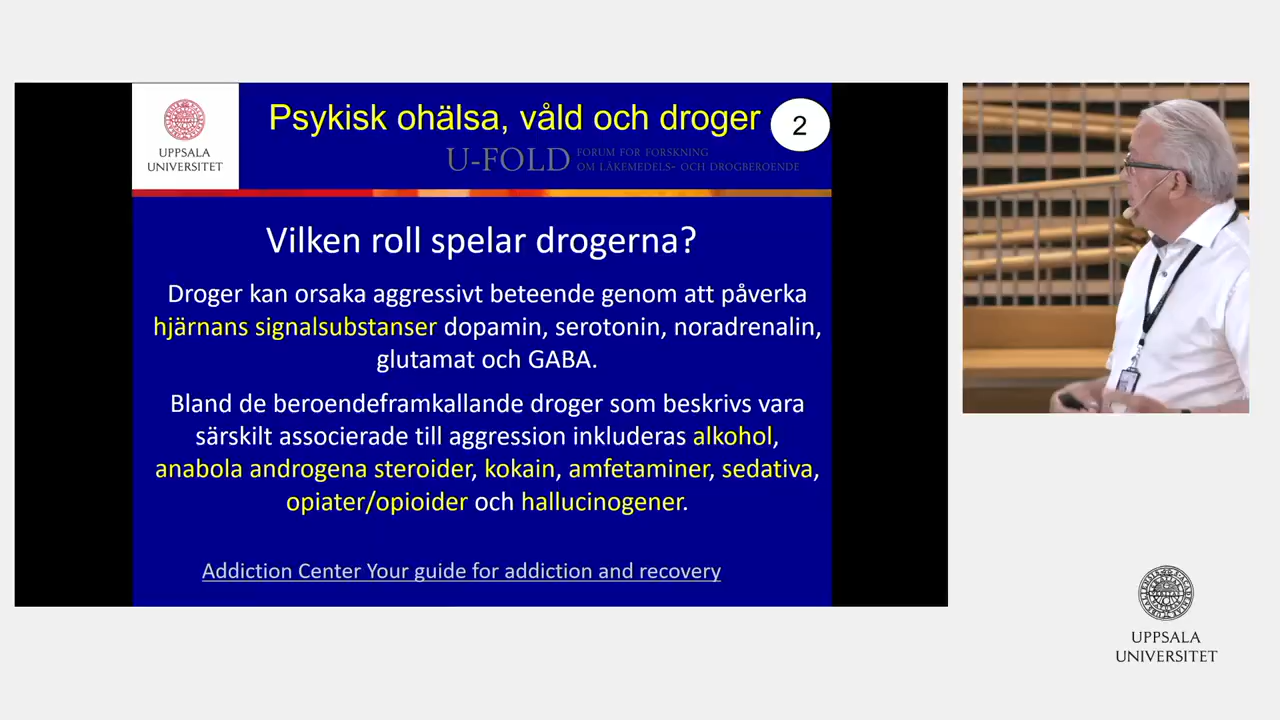 UPPSALA
UNIVERSITET
Psykisk ohälsa, våld och droger
2
U-FOLD
FORUM FÖR FORSKNING
OM LÄKEMEDELS- OCH DROGBEROENDE
Vilken roll spelar drogerna?
Droger kan orsaka aggressivt beteende genom att påverka
hjärnans signalsubstanser dopamin, serotonin, noradrenalin,
glutamat och GABA.
Bland de beroendeframkallande droger som beskrivs vara
särskilt associerade till aggression inkluderas alkohol,
anabola androgena steroider, kokain, amfetaminer, sedativa,
opiater/opioider och hallucinogener.
Addiction Center Your guide for addiction and recovery
UPPSALA
UNIVERSITET